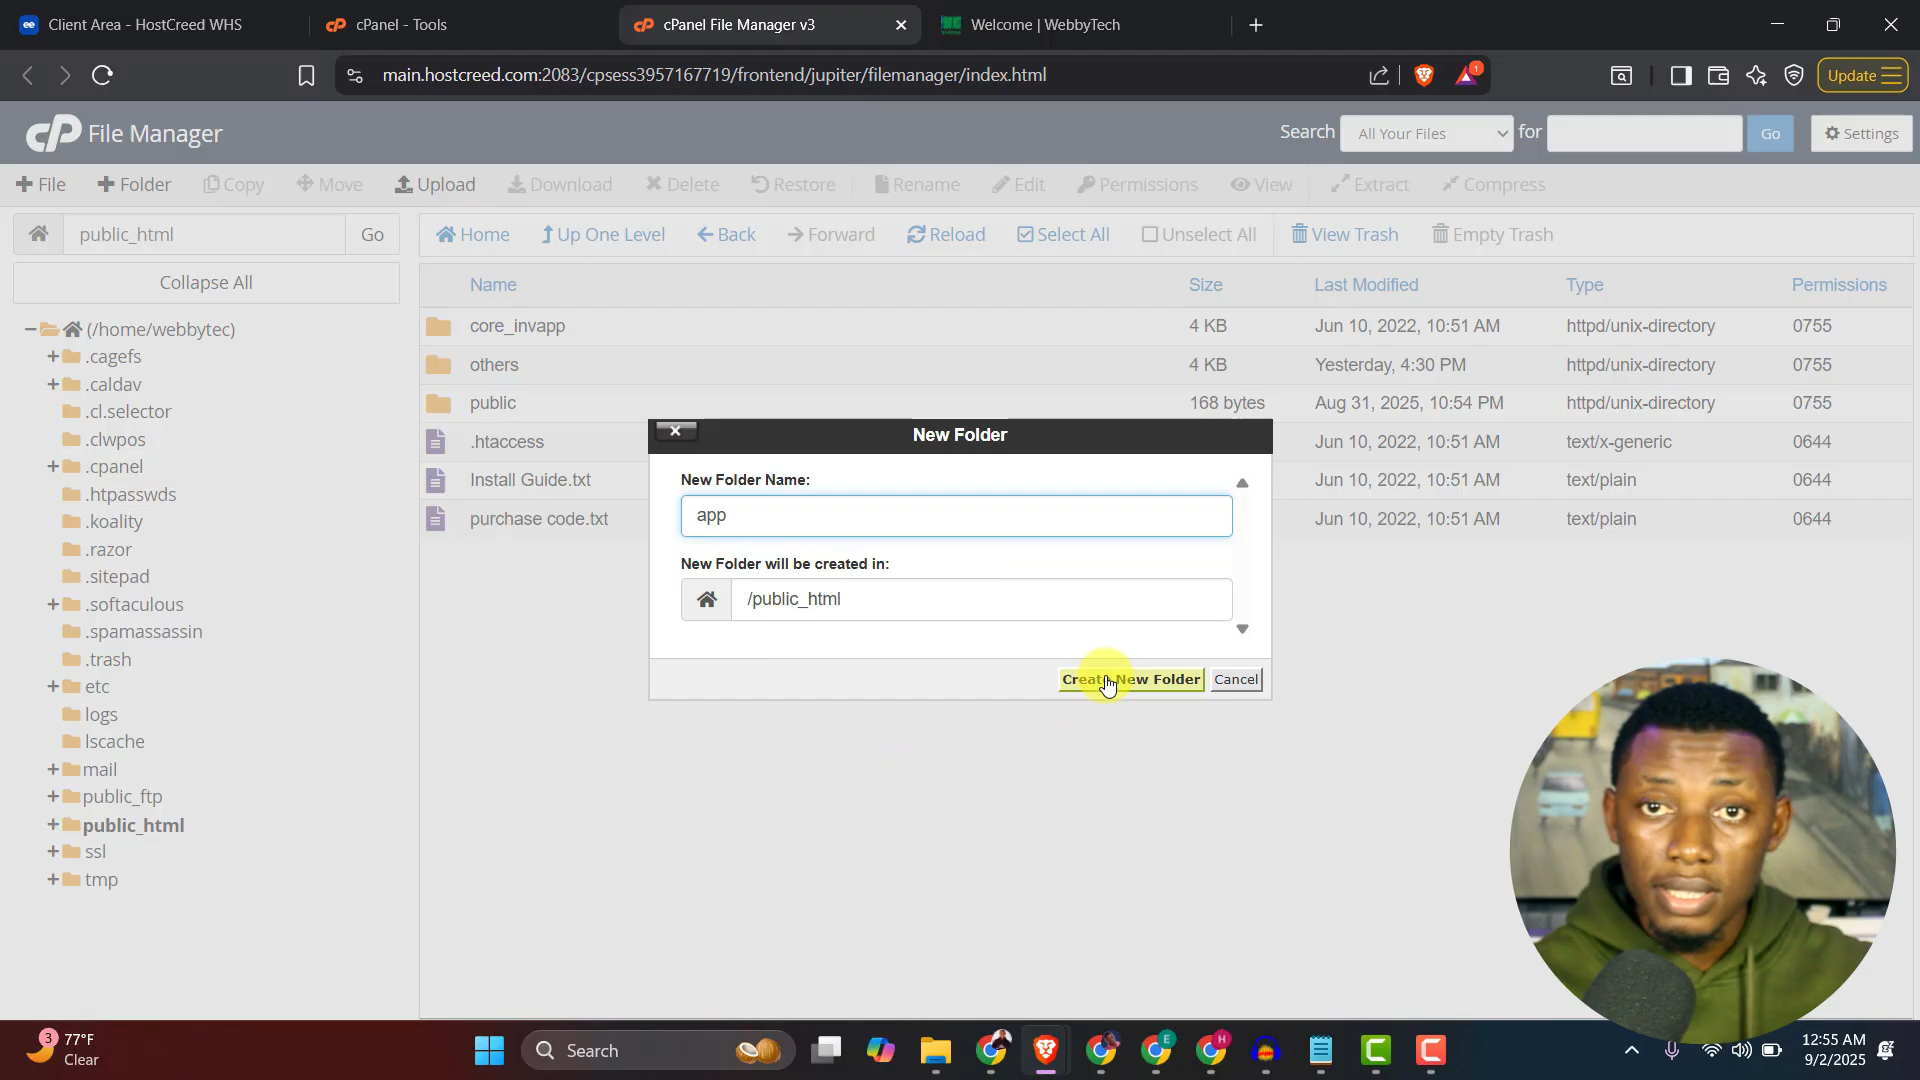 Client Area - HostCreed WHS
cPanel - Tools
cPanel File Manager v3
Welcome | WebbyTech
main.hostcreed.com:2083/cpsess3957167719/frontend/jupiter/filemanager/index.html
1
Update
cP File Manager
Search All Your Files for Go Settings
File Folder Copy Move Upload Download Delete Restore Rename Edit Permissions View Extract Compress
public_html Go
Home Up One Level Back Forward Reload Select All Unselect All View Trash Empty Trash
Collapse All
Name Size Last Modified Type Permissions
core_invapp 4 KB Jun 10, 2022, 10:51 AM httpd/unix-directory 0755
others 4 KB Yesterday, 4:30 PM httpd/unix-directory 0755
public 168 bytes Aug 31, 2025, 10:54 PM httpd/unix-directory 0755
.htaccess Jun 10, 2022, 10:51 AM text/x-generic 0644
Install Guide.txt Jun 10, 2022, 10:51 AM text/plain 0644
purchase code.txt Jun 10, 2022, 10:51 AM text/plain 0644
(/home/webbytec)
.cagefs
.caldav
.cl.selector
.clwpos
.cpanel
.htpasswds
.koality
.razor
.sitepad
.softaculous
.spamassassin
.trash
etc
logs
lscache
mail
public_ftp
public_html
ssl
tmp
New Folder
New Folder Name:
app
New Folder will be created in:
/public_html
Create New Folder Cancel
3
77°F
Clear
Search
E
H
12:55 AM
9/2/2025